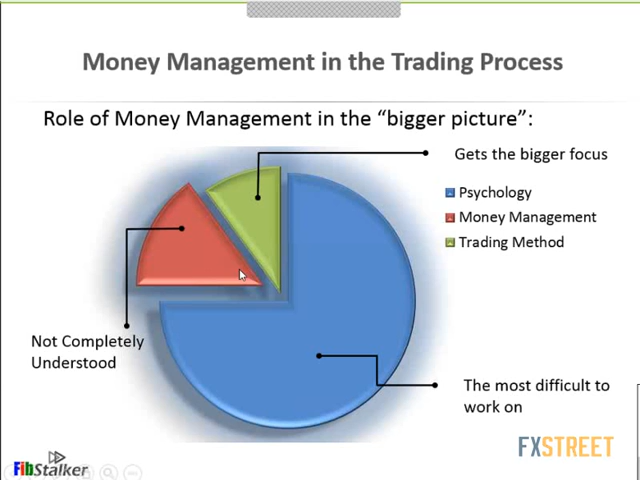 Money Management in the Trading Process
Role of Money Management in the “bigger picture”:
Gets the bigger focus
Psychology
Money Management
Trading Method
Not Completely
Understood
The most difficult to
work on
FXSTREET
FibStalker